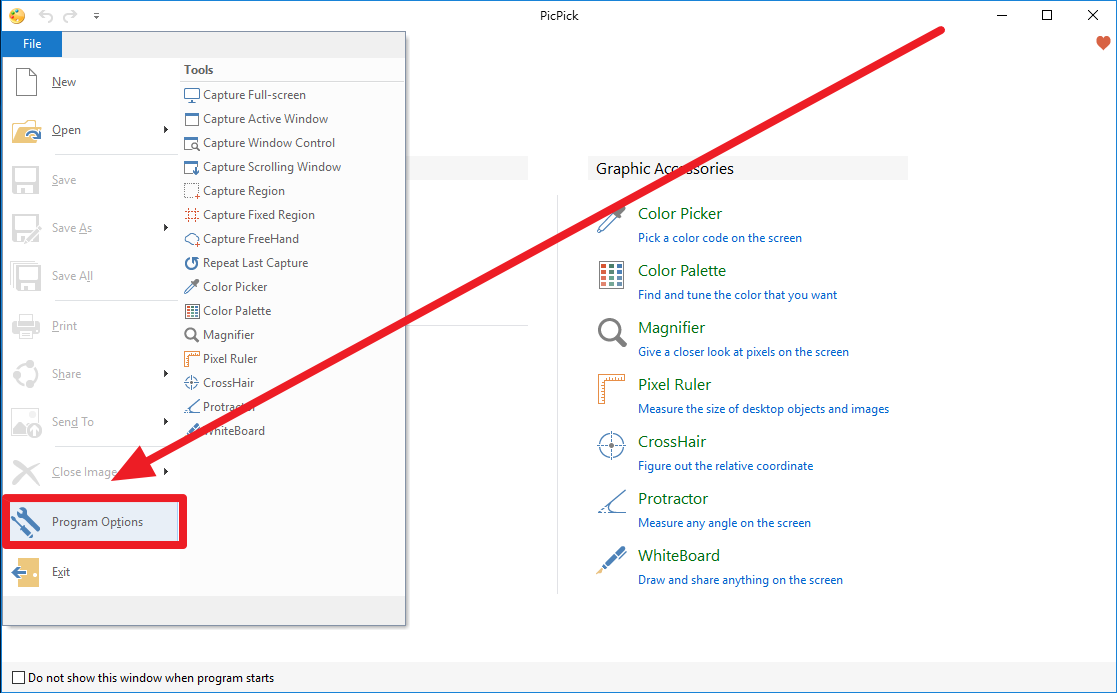 PicPick
File
New
Open
Save
Save As
Save All
Print
Share
Send To
Close Image
Program Options
Exit
Tools
Capture Full-screen
Capture Active Window
Capture Window Control
Capture Scrolling Window
Capture Region
Capture Fixed Region
Capture FreeHand
Repeat Last Capture
Color Picker
Color Palette
Magnifier
Pixel Ruler
CrossHair
Protractor
WhiteBoard
Graphic Accessories
Color Picker
Pick a color code on the screen
Color Palette
Find and tune the color that you want
Magnifier
Give a closer look at pixels on the screen
Pixel Ruler
Measure the size of desktop objects and images
CrossHair
Figure out the relative coordinate
Protractor
Measure any angle on the screen
WhiteBoard
Draw and share anything on the screen
Do not show this window when program starts